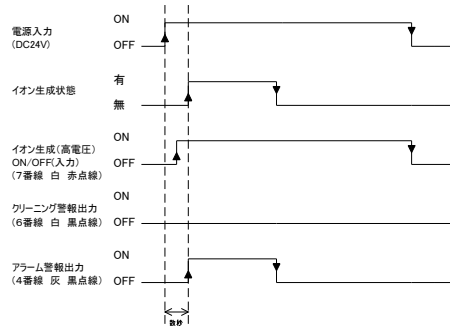 電源入力
(DC24V)
ON
OFF
イオン生成状態
有
無
イオン生成(高電圧)
ON/OFF(入力)
(7番線 白 赤点線)
ON
OFF
クリーニング警報出力
(6番線 白 黒点線)
ON
OFF
アラーム警報出力
(4番線 灰 黒点線)
ON
OFF
数秒